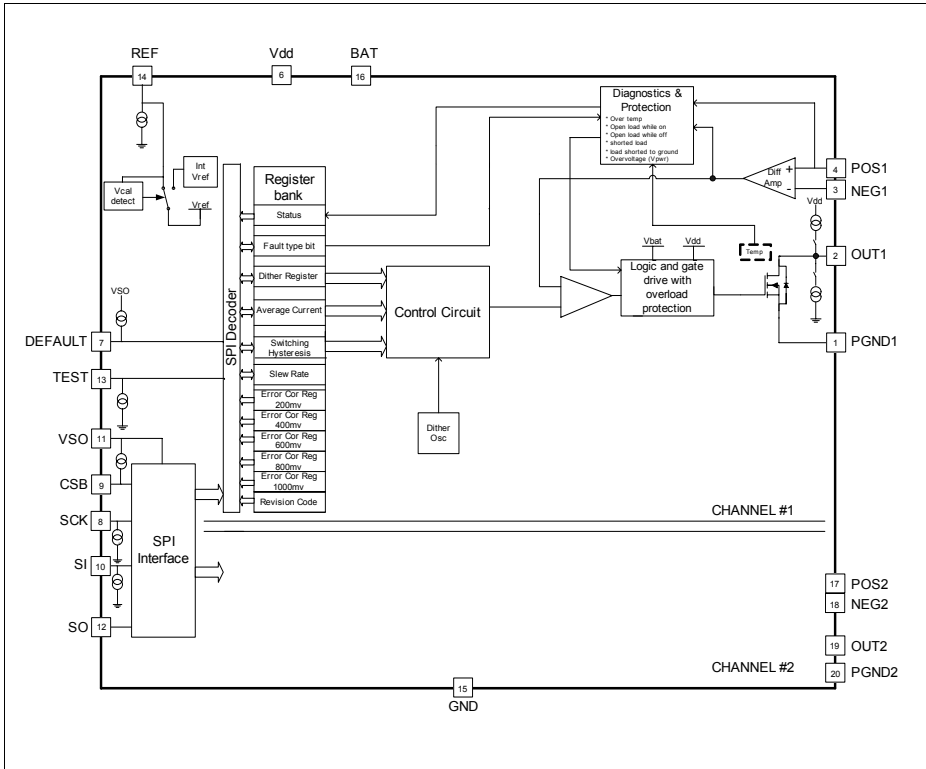 REF
Vdd
BAT
14
6
16
Diagnostics &
Protection
* Over temp
* Open load while on
* Open load while off
* shorted load
* load shorted to ground
* Overvoltage (Vpwr)
Int
Vref
Vcal
detect
Vref
Register
bank
Status
Fault type bit
Dither Register
Average Current
Switching
Hysteresis
Slew Rate
Error Cor Reg
200mv
Error Cor Reg
400mv
Error Cor Reg
600mv
Error Cor Reg
800mv
Error Cor Reg
1000mv
Revision Code
SPI Decoder
Control Circuit
Dither
Osc
Diff
Amp
+
-
4
POS1
3
NEG1
Vdd
Temp
2
OUT1
Vbat
Vdd
Logic and gate
drive with
overload
protection
1
PGND1
VSO
DEFAULT
7
TEST
13
VSO
11
CSB
9
SCK
8
SI
10
SO
12
SPI
Interface
CHANNEL #1
17
POS2
18
NEG2
19
OUT2
CHANNEL #2
20
PGND2
15
GND